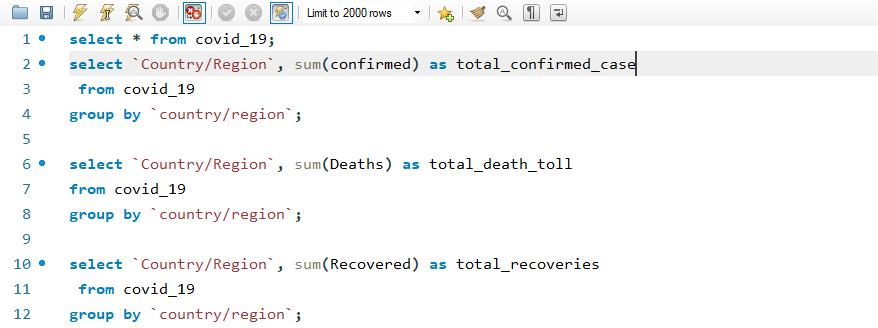 Limit to 2000 rows
1 select * from covid_19;
2 select `Country/Region`, sum(confirmed) as total_confirmed_case
3 from covid_19
4 group by `country/region`;
5
6 select `Country/Region`, sum(Deaths) as total_death_toll
7 from covid_19
8 group by `country/region`;
9
10 select `Country/Region`, sum(Recovered) as total_recoveries
11 from covid_19
12 group by `country/region`;